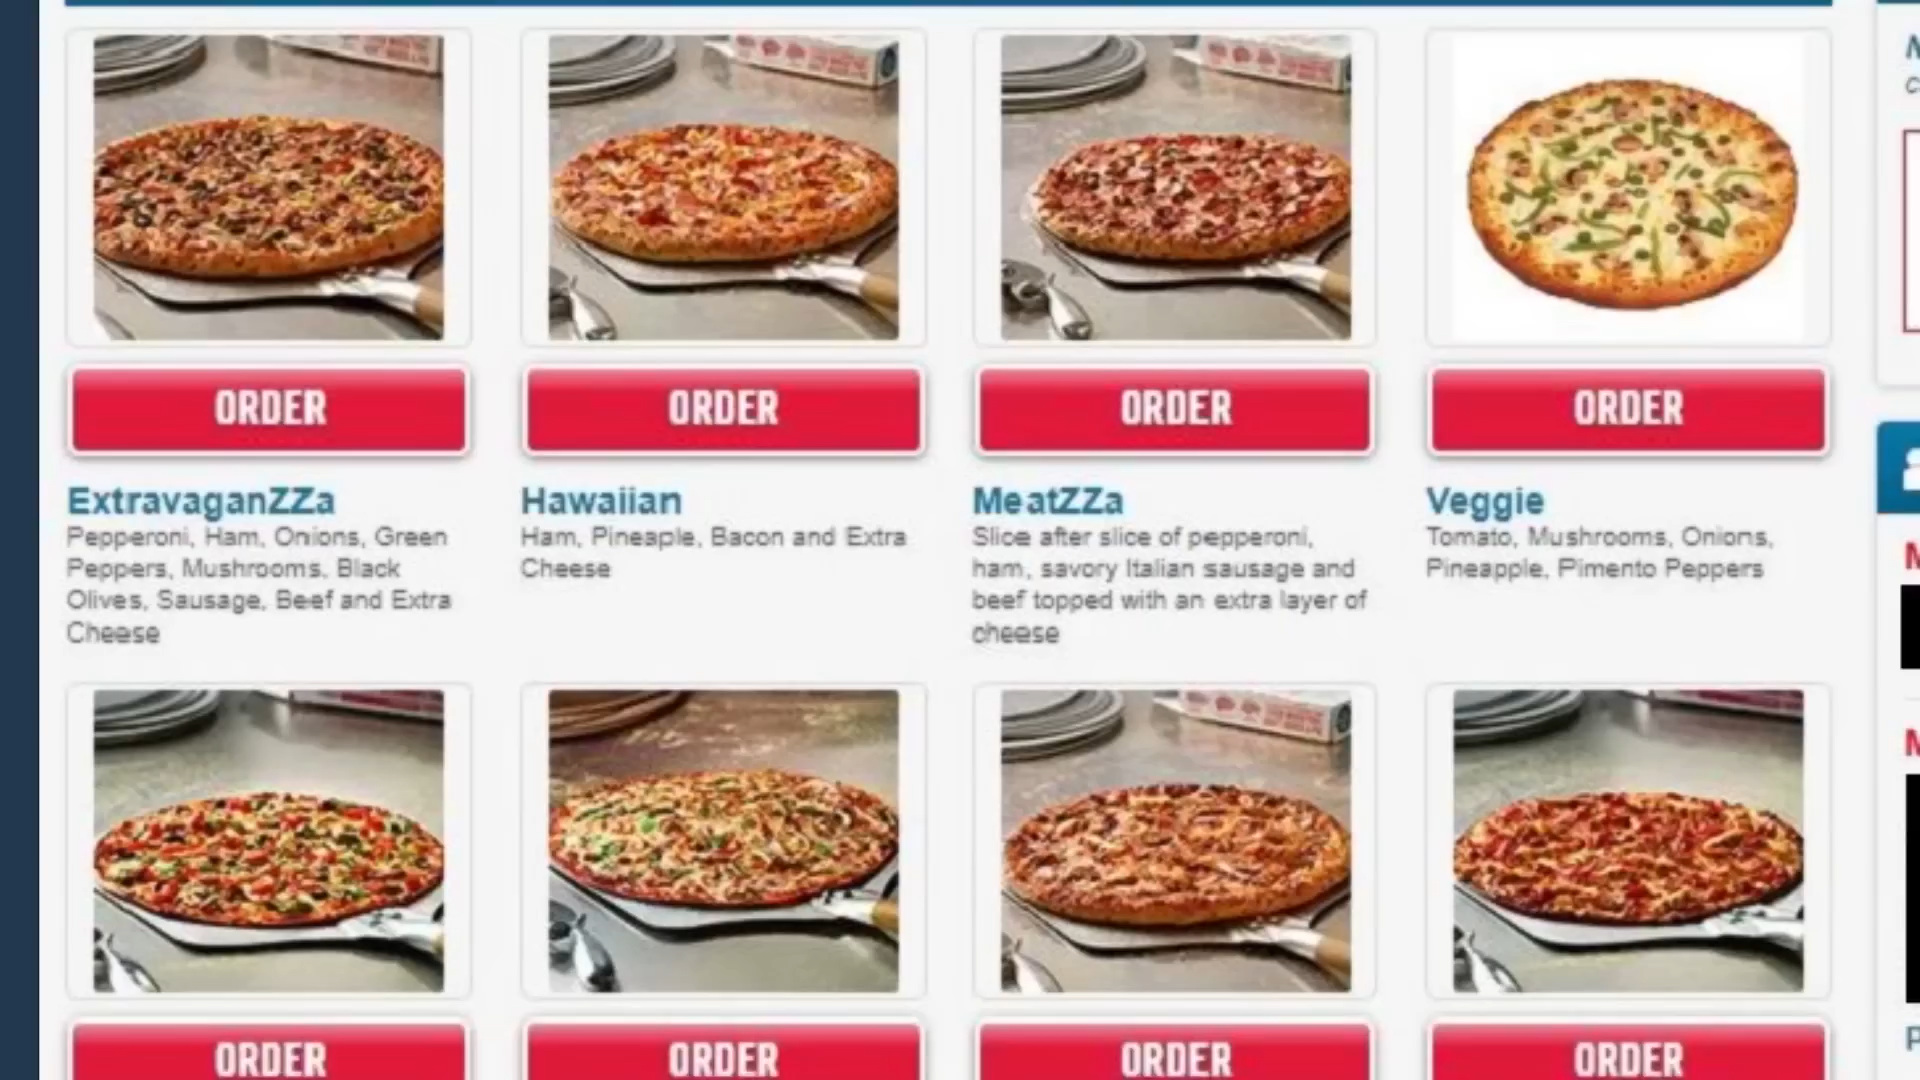 ORDER
ORDER
ORDER
ORDER
ExtravaganZZa
Pepperoni, Ham, Onions, Green
Peppers, Mushrooms, Black
Olives, Sausage, Beef and Extra
Cheese
Hawaiian
Ham, Pineaple, Bacon and Extra
Cheese
MeatZZa
Slice after slice of pepperoni,
ham, savory Italian sausage and
beef topped with an extra layer of
cheese
Veggie
Tomato, Mushrooms, Onions,
Pineapple, Pimento Peppers
ORDER
ORDER
ORDER
ORDER